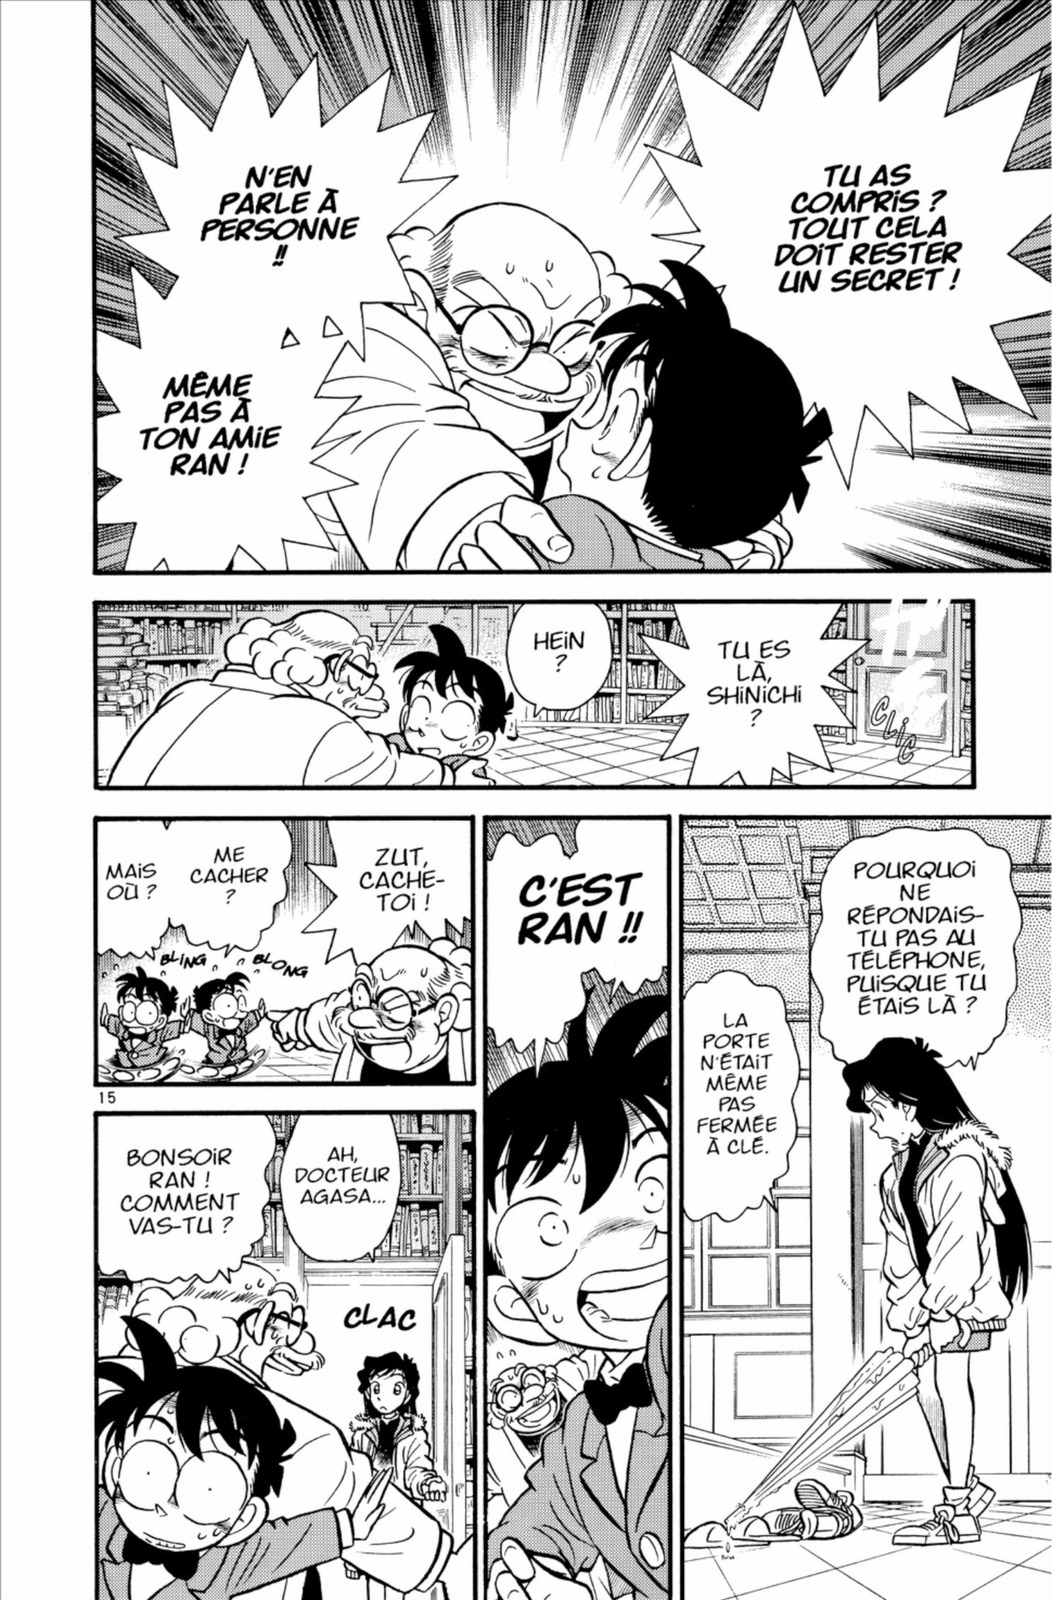 TU AS
COMPRIS ?
TOUT CELA
DOIT RESTER
UN SECRET !
N'EN
PARLE À
PERSONNE
!!
MÊME
PAS À
TON AMIE
RAN !
TU ES
LÀ,
SHINICHI
?
HEIN
?
CLIC
POURQUOI
NE
RÉPONDAIS-
TU PAS AU
TÉLÉPHONE,
PUISQUE TU
ÉTAIS LÀ ?
LA
PORTE
N'ÉTAIT
MÊME
PAS
FERMÉE
À CLÉ.
C'EST
RAN !!
ZUT,
CACHE-
TOI !
ME
CACHER
?
MAIS
OÙ ?
BLING
BLONG
15
AH,
DOCTEUR
AGASA...
BONSOIR
RAN !
COMMENT
VAS-TU ?
CLAC